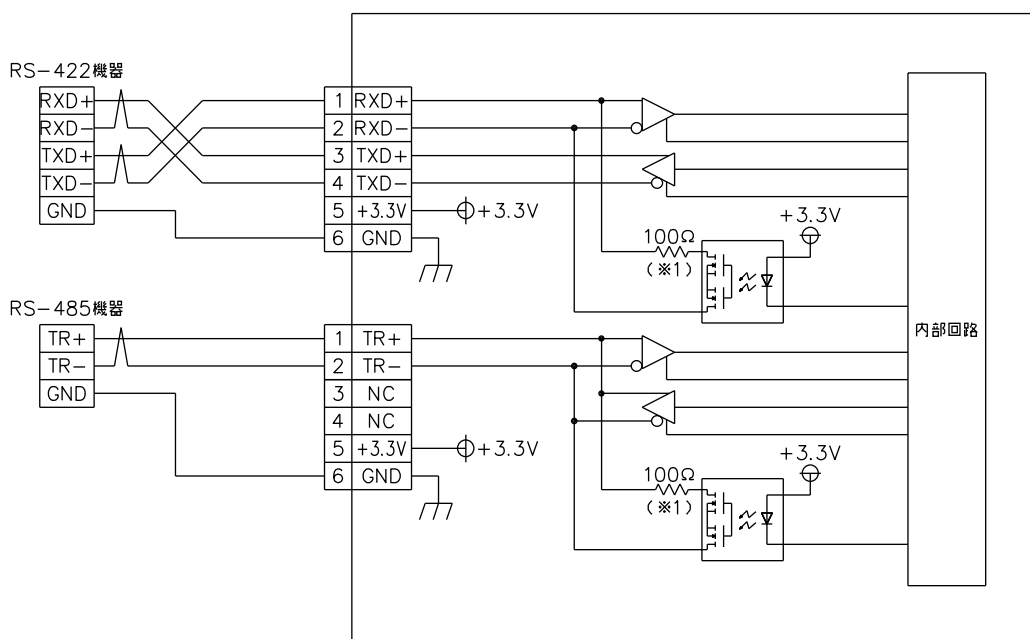 RS-422機器
RXD+
RXD-
TXD+
TXD-
GND
1 RXD+
2 RXD-
3 TXD+
4 TXD-
5 +3.3V
6 GND
+3.3V
100Ω
(※1)
+3.3V
RS-485機器
TR+
TR-
GND
1 TR+
2 TR-
3 NC
4 NC
5 +3.3V
6 GND
+3.3V
100Ω
(※1)
+3.3V
内部回路